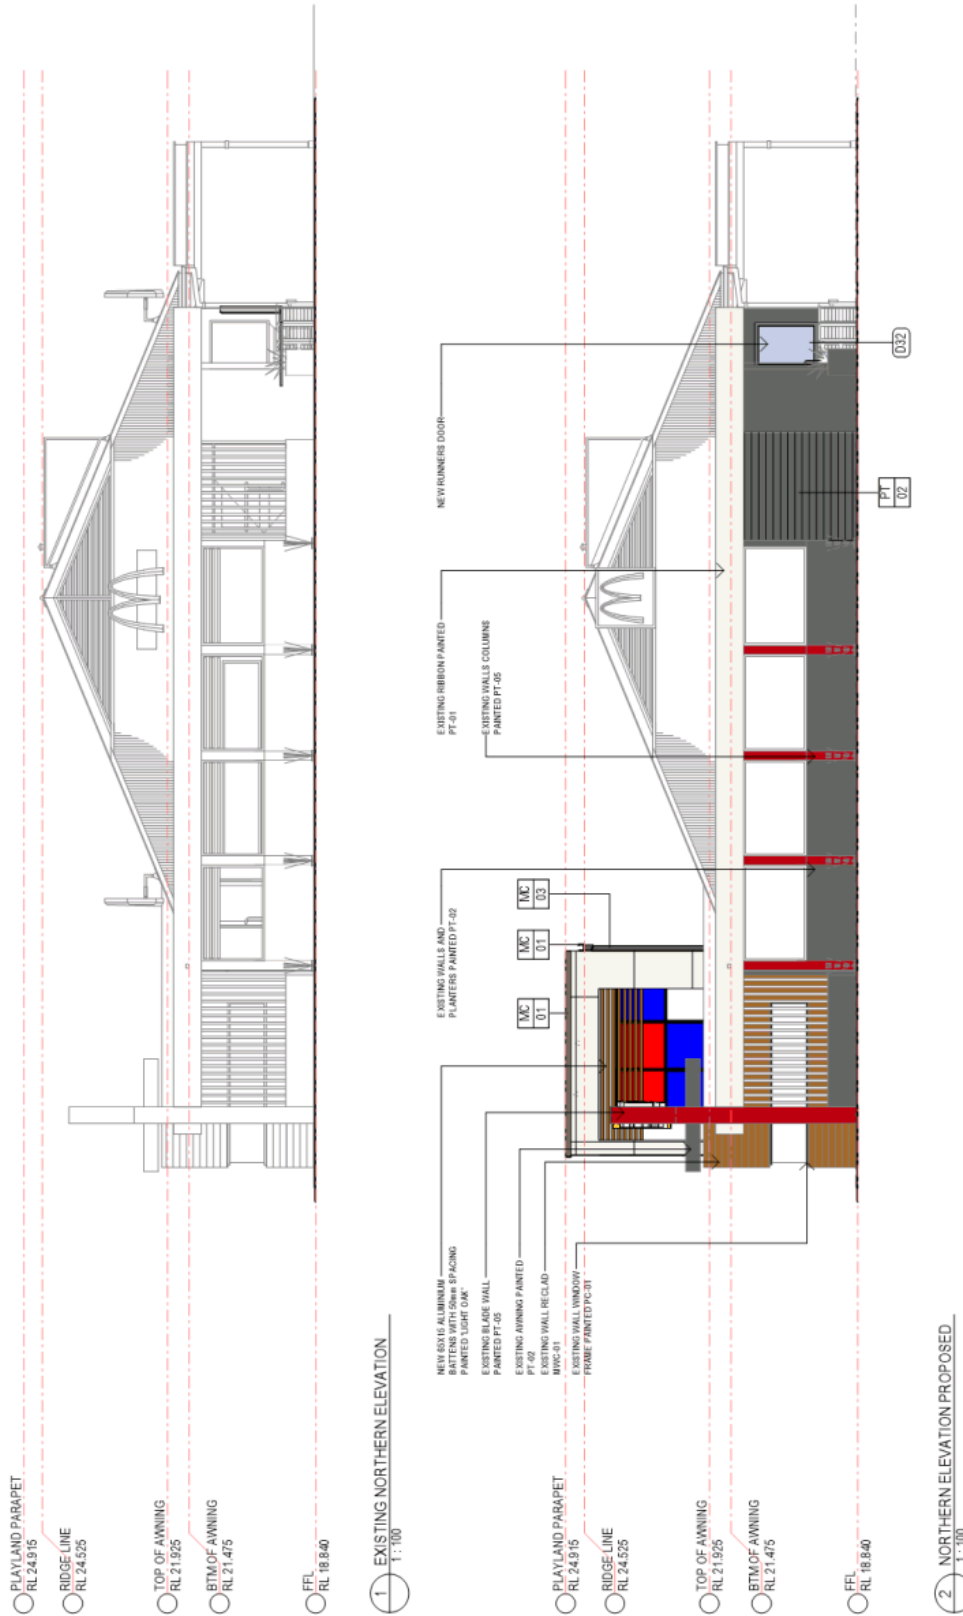 PLAYLAND PARAPET
RL 24.915
RIDGE LINE
RL 24.525
TOP OF AWNING
RL 21.925
BTM OF AWNING
RL 21.475
FFL
RL 18.840
1
EXISTING NORTHERN ELEVATION
1 : 100
NEW 65X15 ALUMINIUM
BATTENS WITH 50mm SPACING
PAINTED 'LIGHT OAK'
EXISTING BLADE WALL
PAINTED PT-05
EXISTING AWNING PAINTED
PT-02
EXISTING WALL RECLAD
MWC-01
EXISTING WALL WINDOW
FRAME PAINTED PC-01
EXISTING WALLS AND
PLANTERS PAINTED PT-02
MC
01
MC
01
MC
03
EXISTING RIBBON PAINTED
PT-01
EXISTING WALLS COLUMNS
PAINTED PT-05
NEW RUNNERS DOOR
PT
02
D32
PLAYLAND PARAPET
RL 24.915
RIDGE LINE
RL 24.525
TOP OF AWNING
RL 21.925
BTM OF AWNING
RL 21.475
FFL
RL 18.840
2
NORTHERN ELEVATION PROPOSED
1 : 100